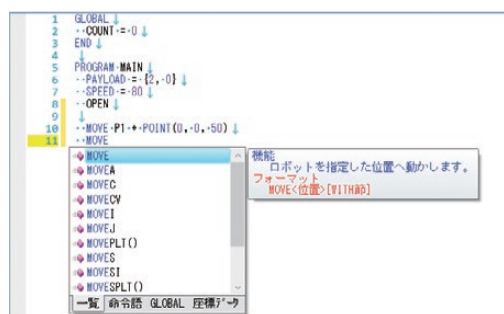 1 GLOBAL↓
2 ··COUNT·=·0↓
3 END↓
4 ↓
5 PROGRAM·MAIN↓
6 ··PAYLOAD·=·{2,·0}↓
7 ··SPEED·=·80↓
8 ··OPEN↓
9 ↓
10 ··MOVE·P1·+·POINT(0,·0,·50)↓
11 ··MOVE
MOVE
MOVEA
MOVEC
MOVECV
MOVEI
MOVEJ
MOVEPLT()
MOVES
MOVESI
MOVESPLT()
一覧 命令語 GLOBAL 座標データ
機能
ロボットを指定した位置へ動かします。
フォーマット
MOVE<位置>[WITH節]